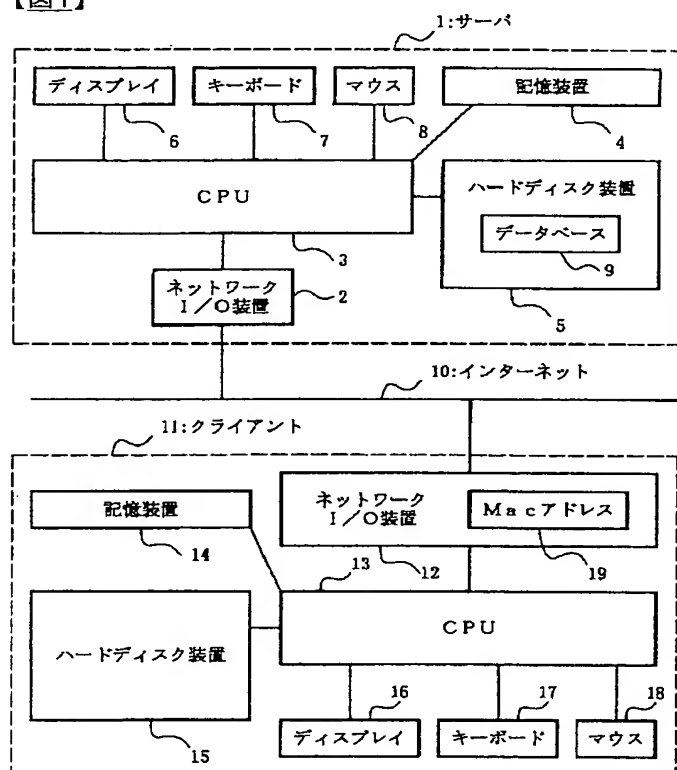 【図1】
1:サーバ
ディスプレイ
キーボード
マウス
記憶装置
6
7
8
4
CPU
ハードディスク装置
データベース
3
9
ネットワーク
I/O装置
2
5
10:インターネット
11:クライアント
記憶装置
ネットワーク
I/O装置
Macアドレス
14
13
12
19
CPU
ハードディスク装置
16
17
18
15
ディスプレイ
キーボード
マウス